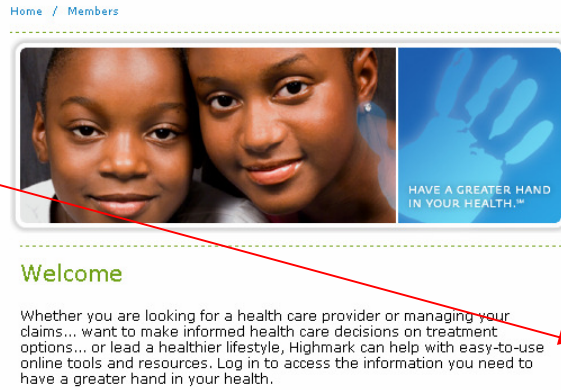 Home / Members
HAVE A GREATER HAND
IN YOUR HEALTH.℠
Welcome
Whether you are looking for a health care provider or managing your
claims... want to make informed health care decisions on treatment
options... or lead a healthier lifestyle, Highmark can help with easy-to-use
online tools and resources. Log in to access the information you need to
have a greater hand in your health.